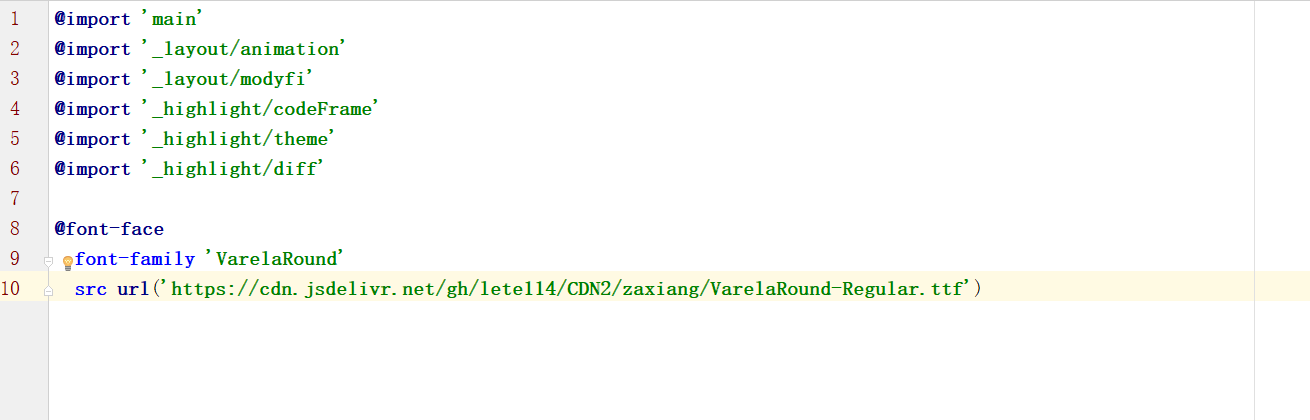 1 @import 'main'
2 @import '_layout/animation'
3 @import '_layout/modyfi'
4 @import '_highlight/codeFrame'
5 @import '_highlight/theme'
6 @import '_highlight/diff'
7
8 @font-face
9 font-family 'VarelaRound'
10 src url('https://cdn.jsdelivr.net/gh/lete114/CDN2/zaxiang/VarelaRound-Regular.ttf')